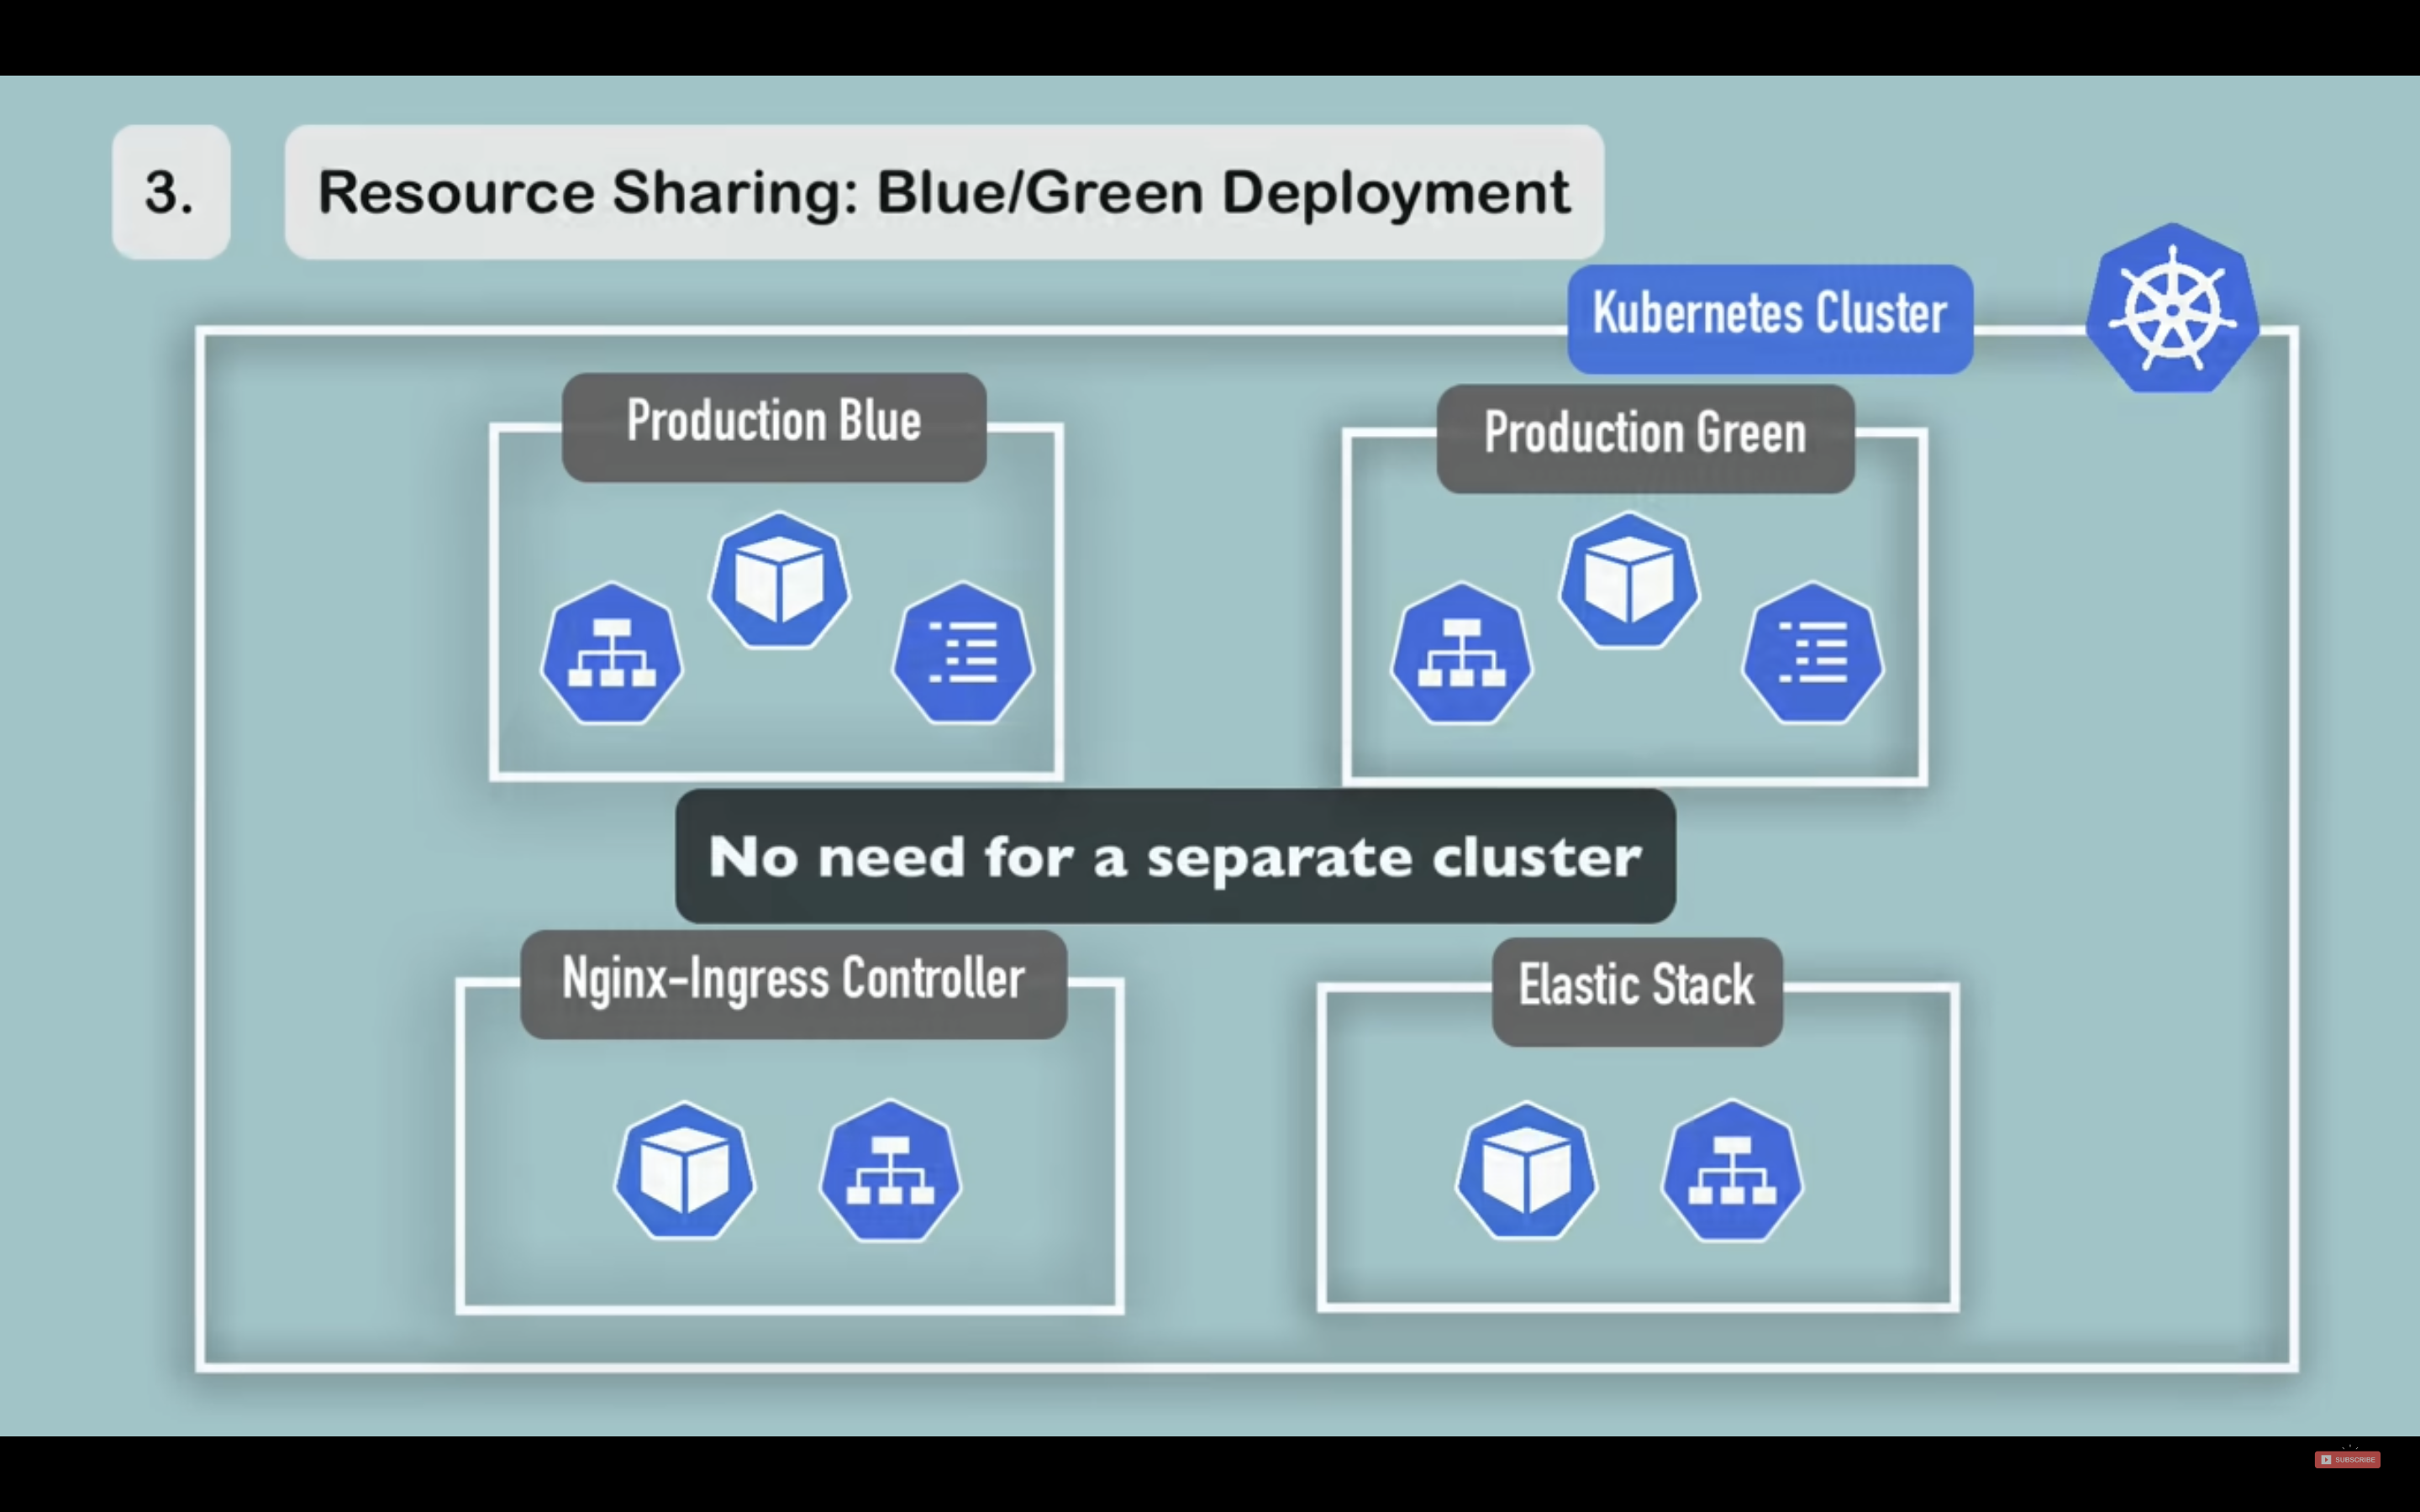 3.
Resource Sharing: Blue/Green Deployment
Kubernetes Cluster
Production Blue
Production Green
No need for a separate cluster
Nginx-Ingress Controller
Elastic Stack
SUBSCRIBE